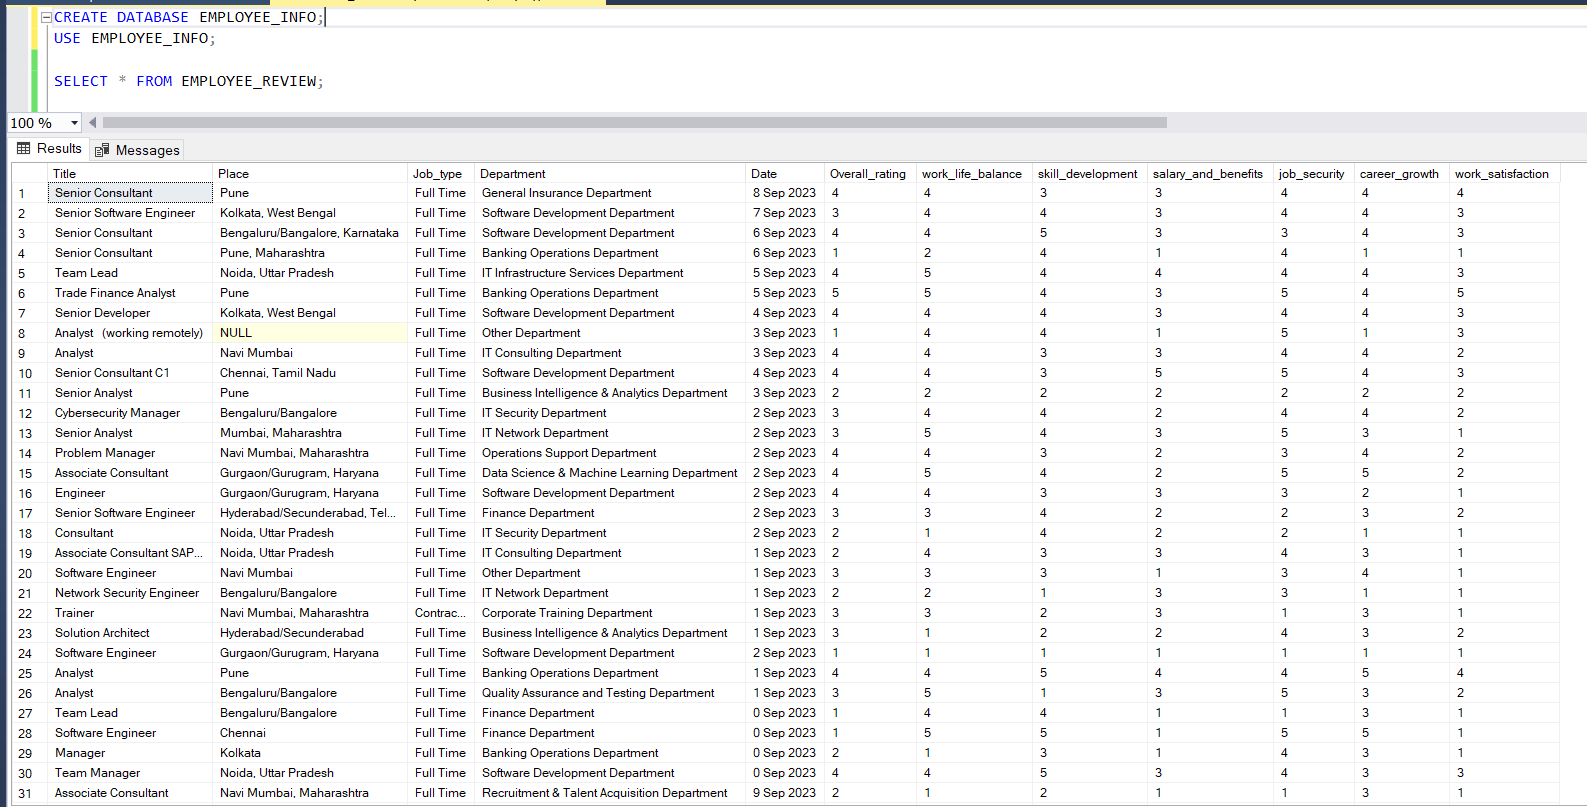 CREATE DATABASE EMPLOYEE_INFO;
USE EMPLOYEE_INFO;
SELECT * FROM EMPLOYEE_REVIEW;
100 %
Results Messages
Title Place Job_type Department Date Overall_rating work_life_balance skill_development salary_and_benefits job_security career_growth work_satisfaction
1 Senior Consultant Pune Full Time General Insurance Department 8 Sep 2023 4 4 3 3 4 4 4
2 Senior Software Engineer Kolkata, West Bengal Full Time Software Development Department 7 Sep 2023 3 4 4 3 4 4 3
3 Senior Consultant Bengaluru/Bangalore, Karnataka Full Time Software Development Department 6 Sep 2023 4 4 5 3 3 4 3
4 Senior Consultant Pune, Maharashtra Full Time Banking Operations Department 6 Sep 2023 1 2 4 1 4 1 1
5 Team Lead Noida, Uttar Pradesh Full Time IT Infrastructure Services Department 5 Sep 2023 4 5 4 4 4 4 3
6 Trade Finance Analyst Pune Full Time Banking Operations Department 5 Sep 2023 5 5 4 3 5 4 5
7 Senior Developer Kolkata, West Bengal Full Time Software Development Department 4 Sep 2023 4 4 4 3 4 4 3
8 Analyst (working remotely) NULL Full Time Other Department 3 Sep 2023 1 4 4 1 5 1 3
9 Analyst Navi Mumbai Full Time IT Consulting Department 3 Sep 2023 4 4 3 3 4 4 2
10 Senior Consultant C1 Chennai, Tamil Nadu Full Time Software Development Department 4 Sep 2023 4 4 3 5 5 4 3
11 Senior Analyst Pune Full Time Business Intelligence & Analytics Department 3 Sep 2023 2 2 2 2 2 2 2
12 Cybersecurity Manager Bengaluru/Bangalore Full Time IT Security Department 2 Sep 2023 3 4 4 2 4 4 2
13 Senior Analyst Mumbai, Maharashtra Full Time IT Network Department 2 Sep 2023 3 5 4 3 5 3 1
14 Problem Manager Navi Mumbai, Maharashtra Full Time Operations Support Department 2 Sep 2023 4 4 3 2 3 4 2
15 Associate Consultant Gurgaon/Gurugram, Haryana Full Time Data Science & Machine Learning Department 2 Sep 2023 4 5 4 2 5 5 2
16 Engineer Gurgaon/Gurugram, Haryana Full Time Software Development Department 2 Sep 2023 4 4 3 3 3 2 1
17 Senior Software Engineer Hyderabad/Secunderabad, Tel... Full Time Finance Department 2 Sep 2023 3 3 4 2 2 3 2
18 Consultant Noida, Uttar Pradesh Full Time IT Security Department 2 Sep 2023 2 1 4 2 2 1 1
19 Associate Consultant SAP... Noida, Uttar Pradesh Full Time IT Consulting Department 1 Sep 2023 2 4 3 3 4 3 1
20 Software Engineer Navi Mumbai Full Time Other Department 1 Sep 2023 3 3 3 1 3 4 1
21 Network Security Engineer Bengaluru/Bangalore Full Time IT Network Department 1 Sep 2023 2 2 1 3 3 1 1
22 Trainer Navi Mumbai, Maharashtra Contrac... Corporate Training Department 1 Sep 2023 3 3 2 3 1 3 1
23 Solution Architect Hyderabad/Secunderabad Full Time Business Intelligence & Analytics Department 1 Sep 2023 3 1 2 2 4 3 2
24 Software Engineer Gurgaon/Gurugram, Haryana Full Time Software Development Department 2 Sep 2023 1 1 1 1 1 1 1
25 Analyst Pune Full Time Banking Operations Department 1 Sep 2023 4 4 5 4 4 5 4
26 Analyst Bengaluru/Bangalore Full Time Quality Assurance and Testing Department 1 Sep 2023 3 5 1 3 5 3 2
27 Team Lead Bengaluru/Bangalore Full Time Finance Department 0 Sep 2023 1 4 4 1 1 3 1
28 Software Engineer Chennai Full Time Finance Department 0 Sep 2023 1 5 5 1 5 5 1
29 Manager Kolkata Full Time Banking Operations Department 0 Sep 2023 2 1 3 1 4 3 1
30 Team Manager Noida, Uttar Pradesh Full Time Software Development Department 0 Sep 2023 4 4 5 3 4 3 3
31 Associate Consultant Navi Mumbai, Maharashtra Full Time Recruitment & Talent Acquisition Department 9 Sep 2023 2 1 2 1 1 3 1